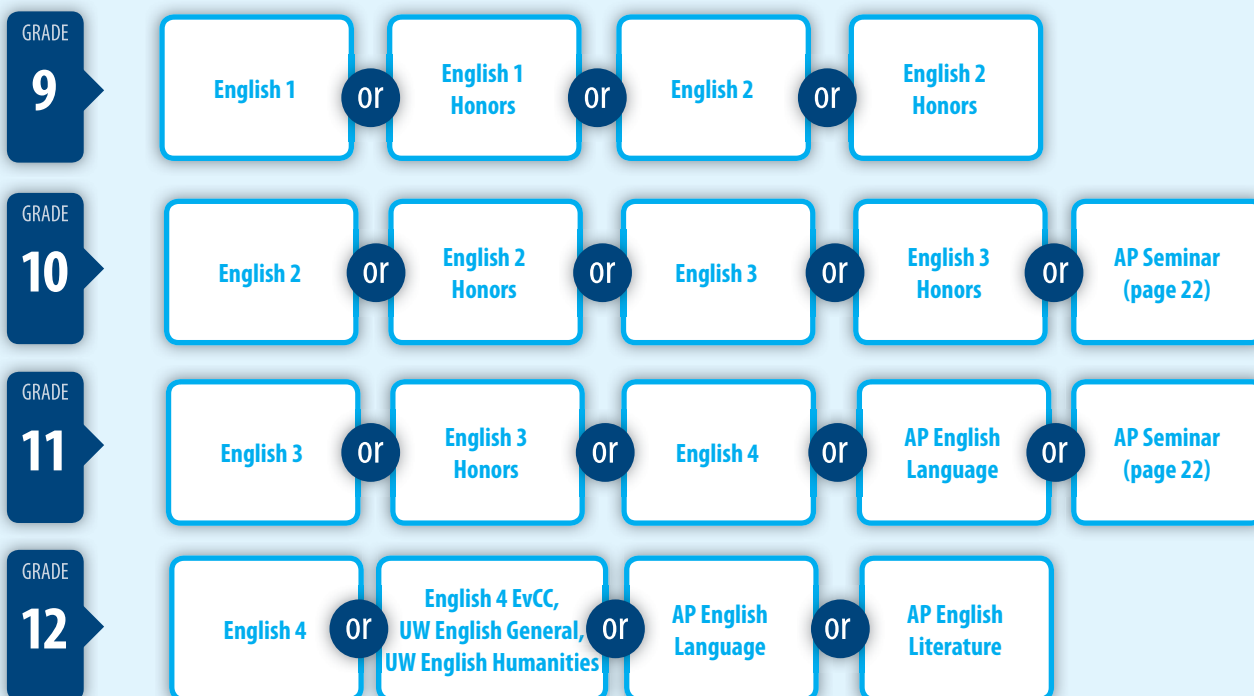 GRADE
9
English 1
or
English 1
Honors
or
English 2
or
English 2
Honors
GRADE
10
English 2
or
English 2
Honors
or
English 3
or
English 3
Honors
or
AP Seminar
(page 22)
GRADE
11
English 3
or
English 3
Honors
or
English 4
or
AP English
Language
or
AP Seminar
(page 22)
GRADE
12
English 4
or
English 4 EvCC,
UW English General,
UW English Humanities
or
AP English
Language
or
AP English
Literature